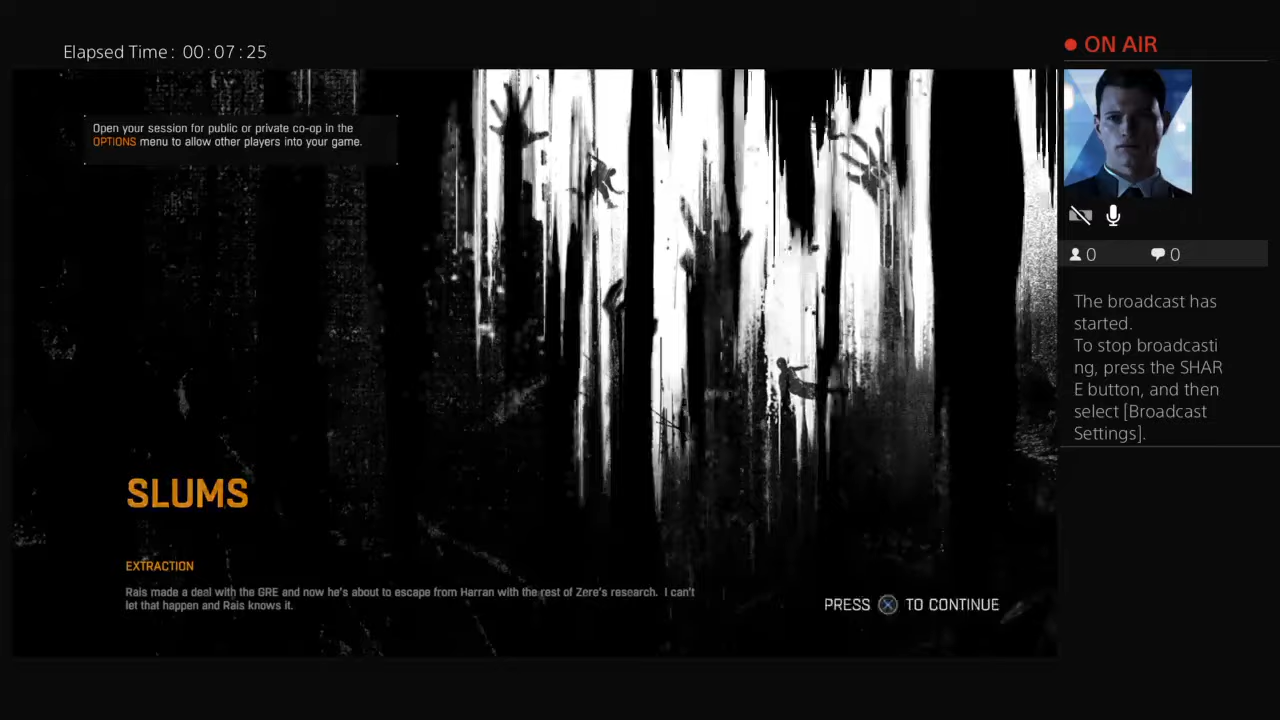 Elapsed Time: 00:07:25
ON AIR
Open your session for public or private co-op in the
OPTIONS menu to allow other players into your game.
0 0
The broadcast has
started.
To stop broadcasti
ng, press the SHAR
E button, and then
select [Broadcast
Settings].
SLUMS
EXTRACTION
Rais made a deal with the GRE and now he's about to escape from Harran with the rest of Zere's research. I can't
let that happen and Rais knows it.
PRESS TO CONTINUE